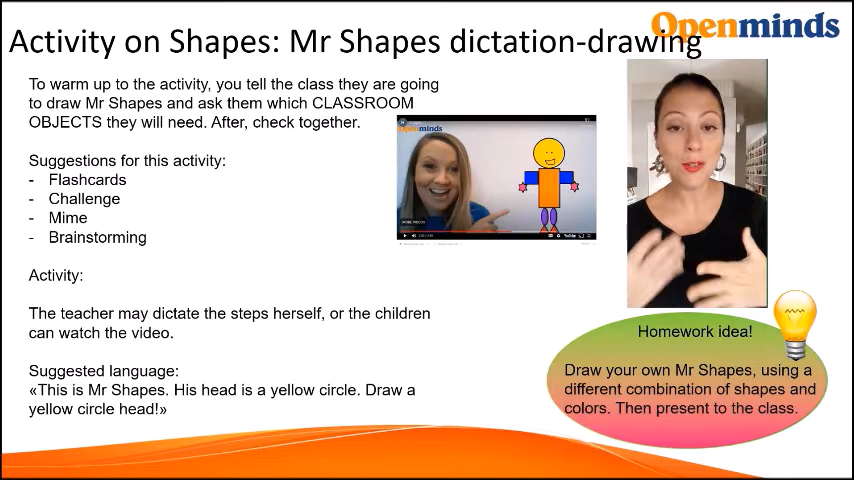 Openminds
Activity on Shapes: Mr Shapes dictation-drawing
To warm up to the activity, you tell the class they are going
to draw Mr Shapes and ask them which CLASSROOM
OBJECTS they will need. After, check together.
Suggestions for this activity:
- Flashcards
- Challenge
- Mime
- Brainstorming
Activity:
The teacher may dictate the steps herself, or the children
can watch the video.
Suggested language:
«This is Mr Shapes. His head is a yellow circle. Draw a
yellow circle head!»
Openminds
MORE VIDEOS
YouTube
Homework idea!
Draw your own Mr Shapes, using a
different combination of shapes and
colors. Then present to the class.